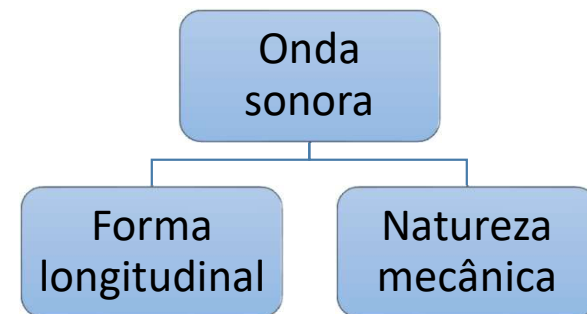 Onda
sonora
Forma
longitudinal
Natureza
mecânica